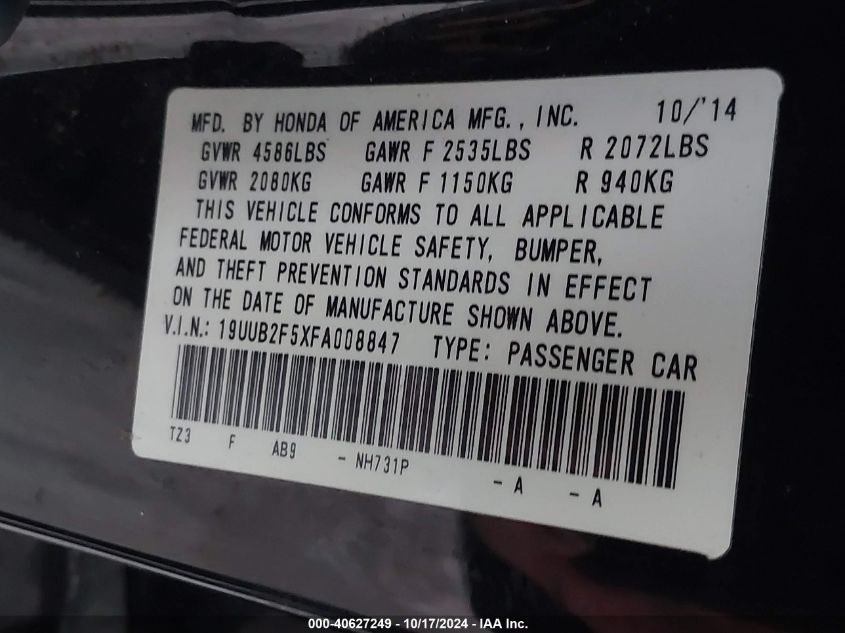 MFD. BY HONDA OF AMERICA MFG., INC. 10/'14
GVWR 4586LBS GAWR F 2535LBS R 2072LBS
GVWR 2080KG GAWR F 1150KG R 940KG
THIS VEHICLE CONFORMS TO ALL APPLICABLE
FEDERAL MOTOR VEHICLE SAFETY, BUMPER,
AND THEFT PREVENTION STANDARDS IN EFFECT
ON THE DATE OF MANUFACTURE SHOWN ABOVE.
V.I.N.: 19UUB2F5XFA008847 TYPE: PASSENGER CAR
TZ3 F AB9 - NH731P - A - A
000-40627249 - 10/17/2024 - IAA Inc.